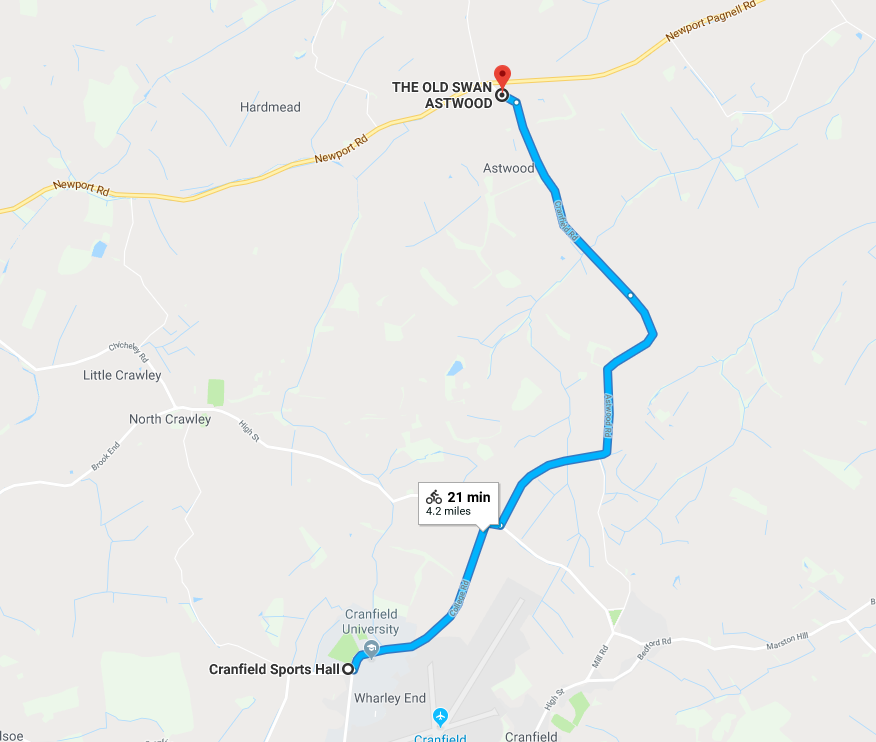 Newport Pagnell Rd
THE OLD SWAN
ASTWOOD
Hardmead
Newport Rd
Astwood
Newport Rd
Cranfield Rd
Chicheley Rd
Little Crawley
Astwood Rd
North Crawley
High St
Brook End
21 min
4.2 miles
College Rd
Cranfield
University
Marston Hill
Bedford Rd
Mill Rd
Cranfield Sports Hall
Wharley End
High St
Cranfield
Cranfield